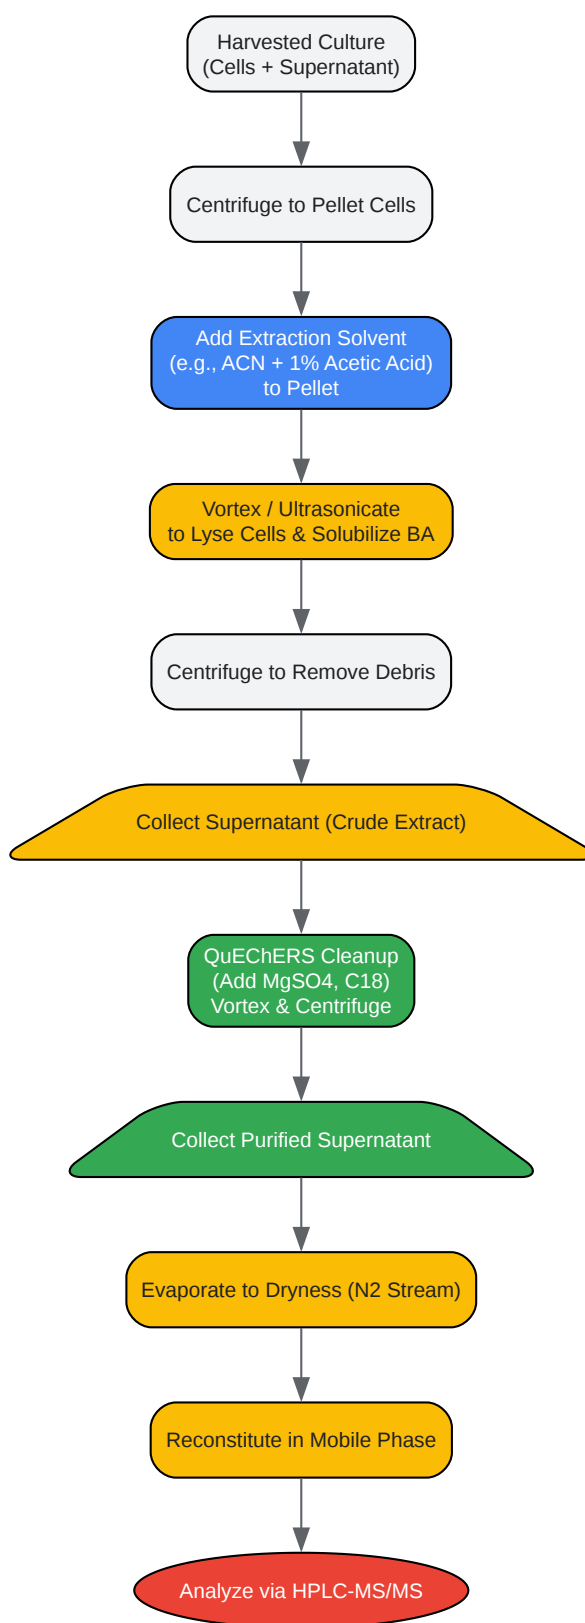 Harvested Culture
(Cells + Supernatant)
Centrifuge to Pellet Cells
Add Extraction Solvent
(e.g., ACN + 1% Acetic Acid)
to Pellet
Vortex / Ultrasonicate
to Lyse Cells & Solubilize BA
Centrifuge to Remove Debris
Collect Supernatant (Crude Extract)
QuEChERS Cleanup
(Add MgSO4, C18)
Vortex & Centrifuge
Collect Purified Supernatant
Evaporate to Dryness (N2 Stream)
Reconstitute in Mobile Phase
Analyze via HPLC-MS/MS